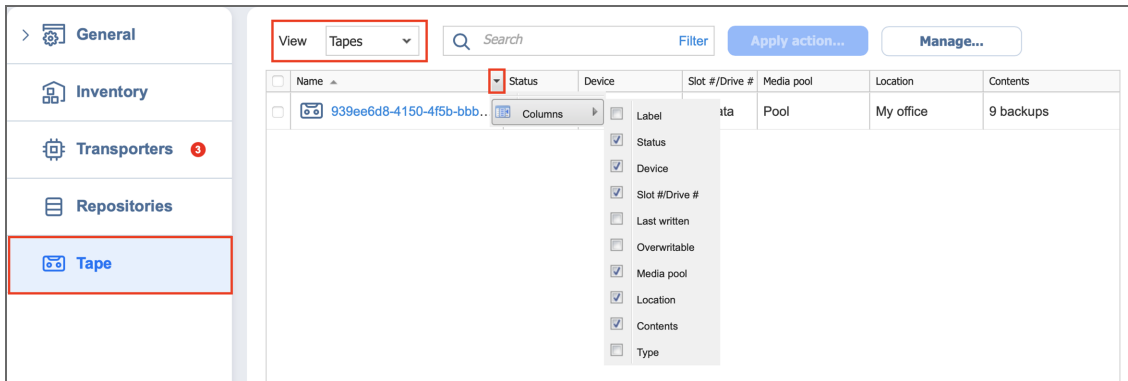 General
Inventory
Transporters 3
Repositories
Tape
View Tapes Search Filter Apply action... Manage...
Name Status Device Slot #/Drive # Media pool Location Contents
939ee6d8-4150-4f5b-bbb.. Pool My office 9 backups
Columns
Label
Status
Device
Slot #/Drive #
Last written
Overwritable
Media pool
Location
Contents
Type